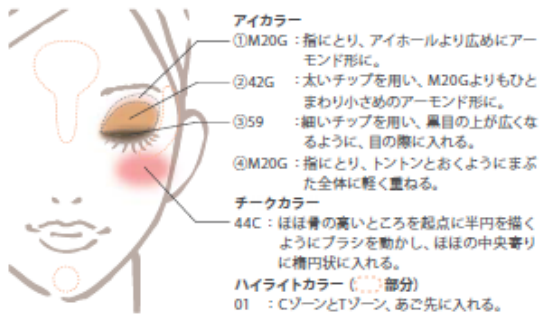 アイカラー
①M20G：指にとり、アイホールより広めにアー
モンド形に。
②42G ：太いチップを用い、M20Gよりもひと
まわり小さめのアーモンド形に。
③59 ：細いチップを用い、黒目の上が広くな
るように、目の際に入れる。
④M20G：指にとり、トントンとおくようにまぶ
た全体に軽く重ねる。
チークカラー
44C：ほほ骨の高いところを起点に半円を描く
ようにブラシを動かし、ほほの中央寄り
に楕円状に入れる。
ハイライトカラー（ 部分）
01 ：CゾーンとTゾーン、あご先に入れる。